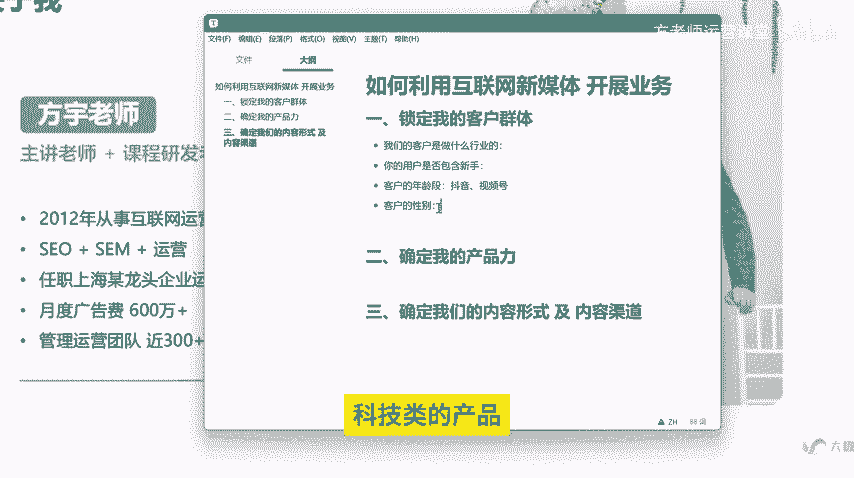 方宇老师
主讲老师 + 课程研发
2012年从事互联网运营
SEO + SEM + 运营
任职上海某龙头企业运
月度广告费 600万+
管理运营团队 近300+
文件(F) 编辑(E) 段落(P) 格式(O) 视图(V) 主题(T) 帮助(H)
文件 大纲
如何利用互联网新媒体 开展业务
一、锁定我的客户群体
二、确定我的产品力
三、确定我们的内容形式 及
内容渠道
如何利用互联网新媒体 开展业务
一、锁定我的客户群体
我们的客户是做什么行业的：
你的用户是否包含新手：
客户的年龄段：抖音、视频号
客户的性别：
二、确定我的产品力
三、确定我们的内容形式 及 内容渠道
ZH
科技类的产品
方老师运营